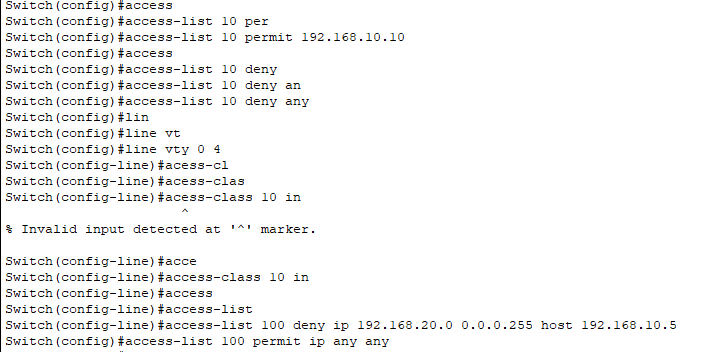 Switch(config)#access
Switch(config)#access-list 10 per
Switch(config)#access-list 10 permit 192.168.10.10
Switch(config)#access
Switch(config)#access-list 10 deny
Switch(config)#access-list 10 deny an
Switch(config)#access-list 10 deny any
Switch(config)#lin
Switch(config)#line vt
Switch(config)#line vty 0 4
Switch(config-line)#acess-cl
Switch(config-line)#acess-clas
Switch(config-line)#acess-class 10 in
^
% Invalid input detected at '^' marker.
Switch(config-line)#acce
Switch(config-line)#access-class 10 in
Switch(config-line)#access
Switch(config-line)#access-list
Switch(config-line)#access-list 100 deny ip 192.168.20.0 0.0.0.255 host 192.168.10.5
Switch(config)#access-list 100 permit ip any any